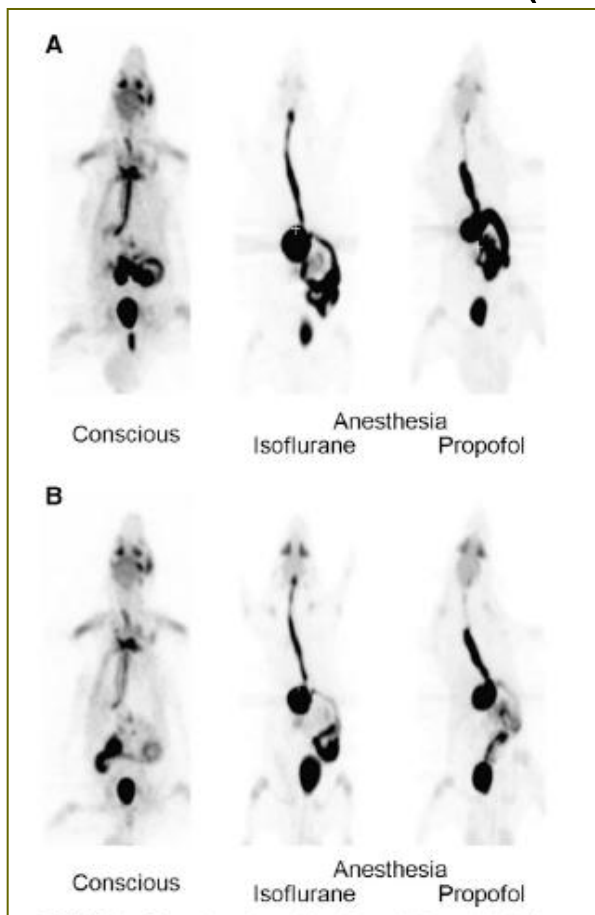 A
Anesthesia
Conscious
Isoflurane
Propofol
B
Anesthesia
Conscious
Isoflurane
Propofol